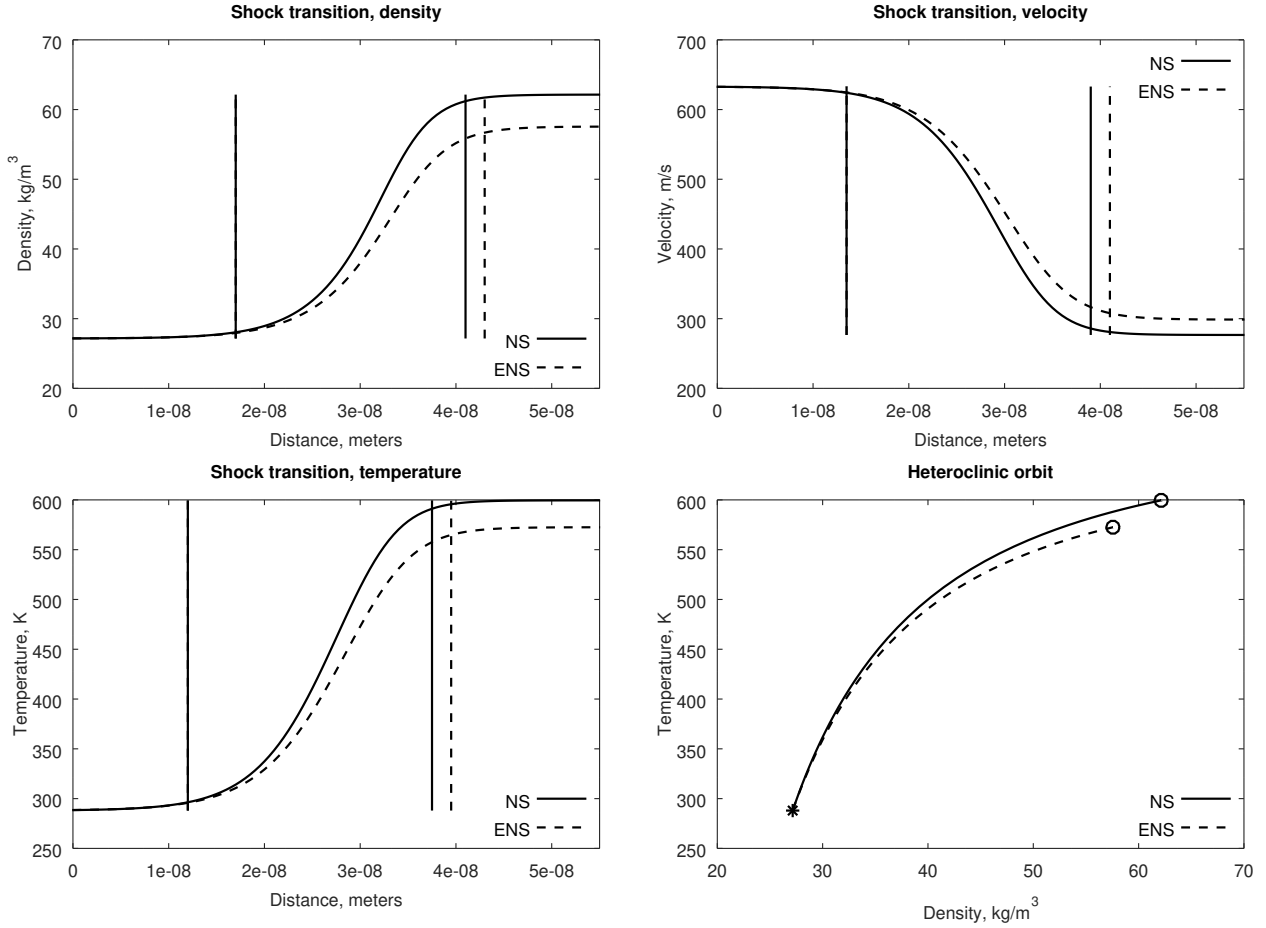 Shock transition, density
70
60
50
40
30
20
Density, kg/m³
NS
ENS
0 1e-08 2e-08 3e-08 4e-08 5e-08
Distance, meters
Shock transition, velocity
700
600
500
400
300
200
Velocity, m/s
NS
ENS
0 1e-08 2e-08 3e-08 4e-08 5e-08
Distance, meters
Shock transition, temperature
600
550
500
450
400
350
300
250
Temperature, K
NS
ENS
0 1e-08 2e-08 3e-08 4e-08 5e-08
Distance, meters
Heteroclinic orbit
600
550
500
450
400
350
300
250
Temperature, K
NS
ENS
20 30 40 50 60 70
Density, kg/m³